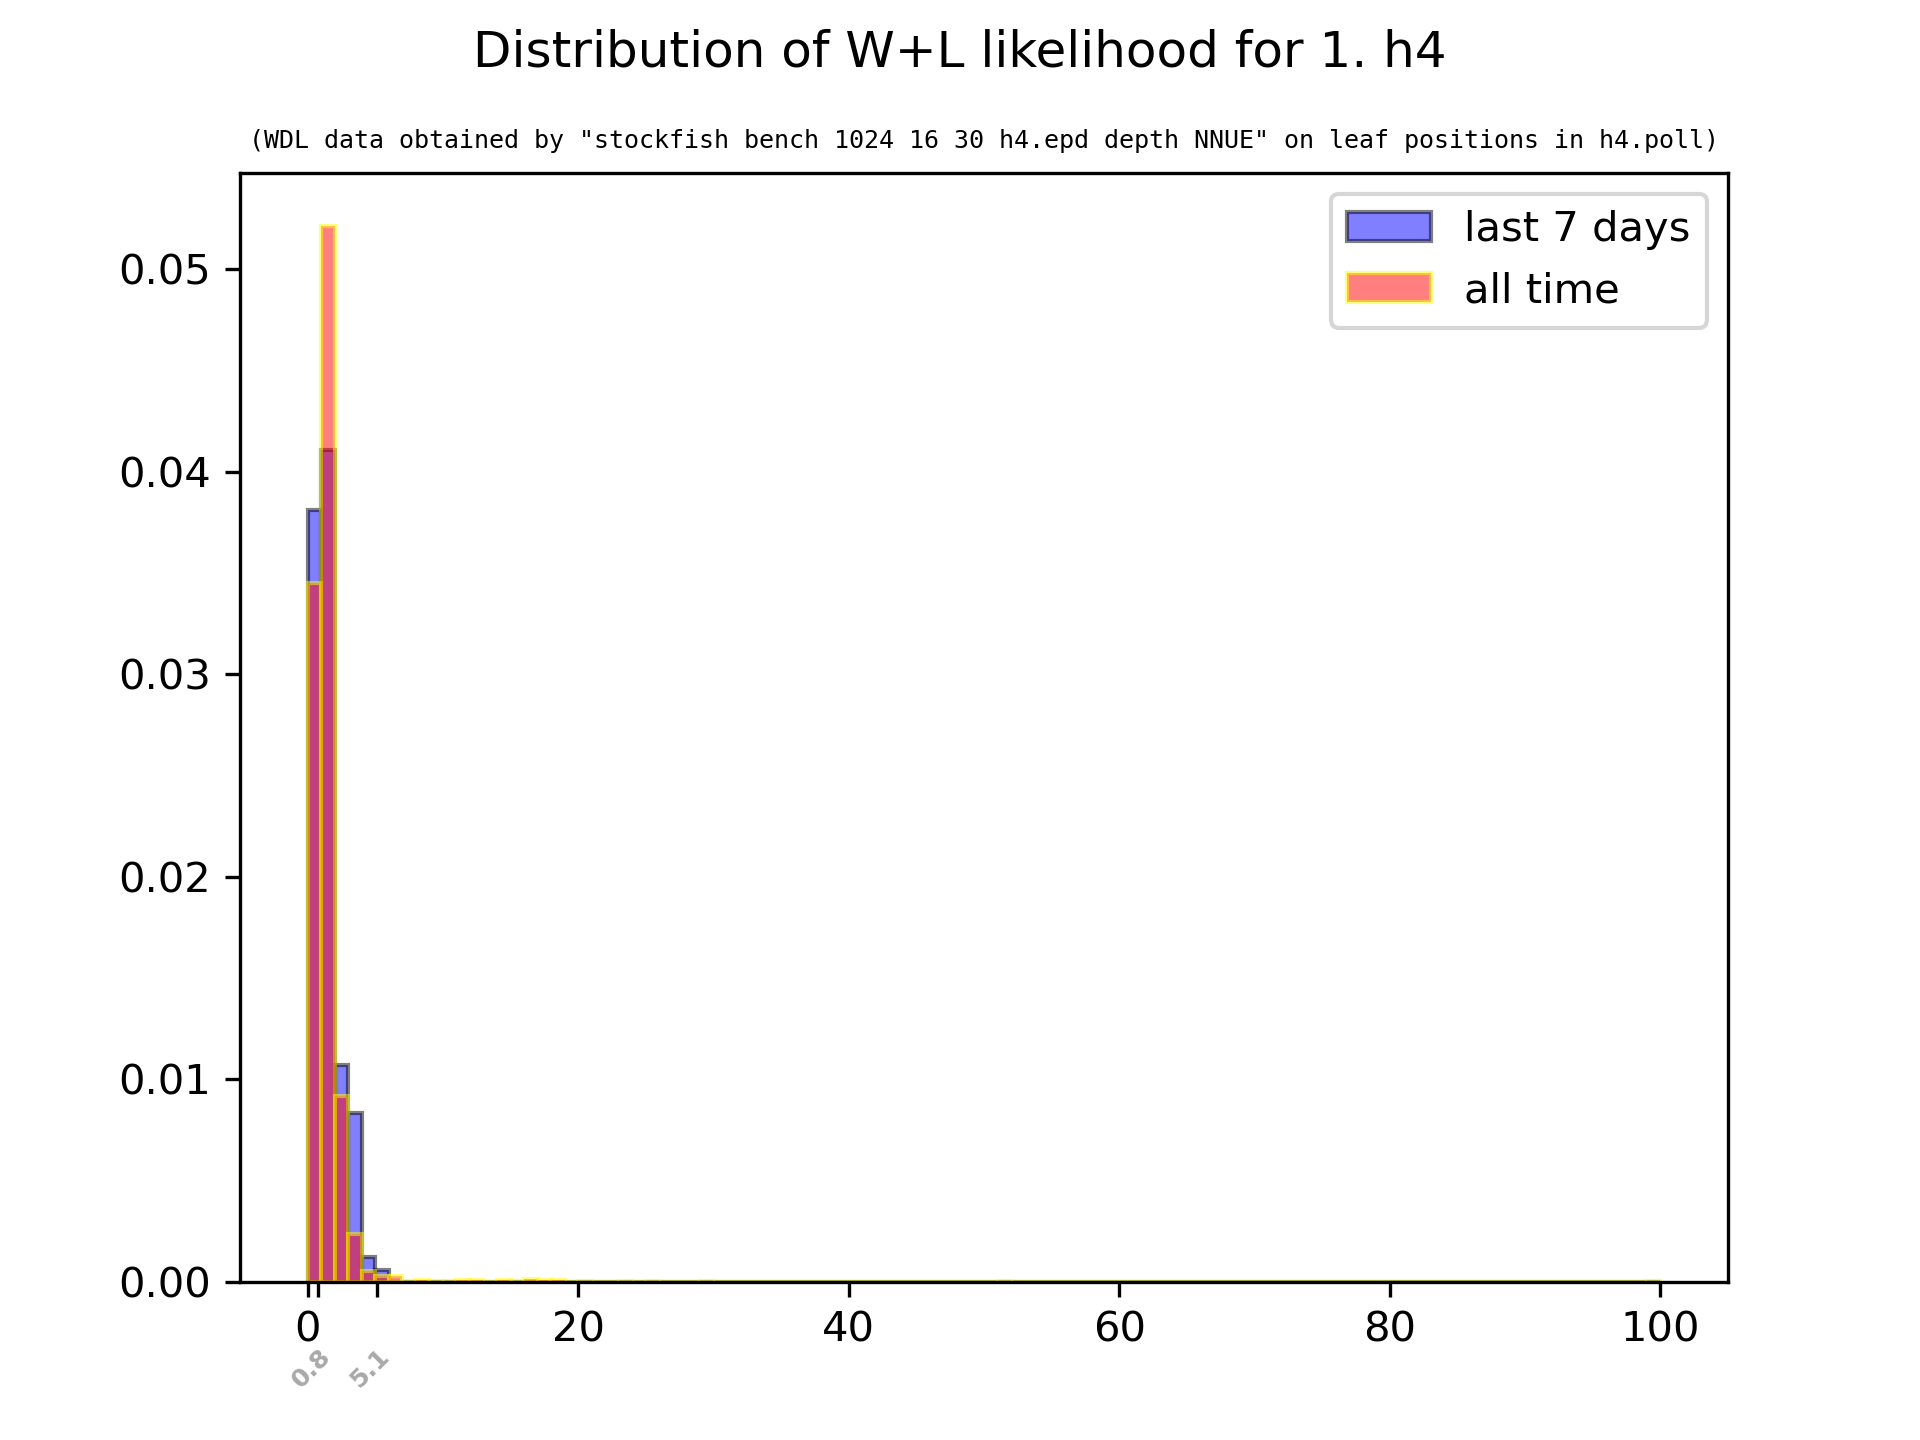 Distribution of W+L likelihood for 1. h4
(WDL data obtained by "stockfish bench 1024 16 30 h4.epd depth NNUE" on leaf positions in h4.poll)
last 7 days
all time
0.05
0.04
0.03
0.02
0.01
0.00
0 20 40 60 80 100
0.8 5.1